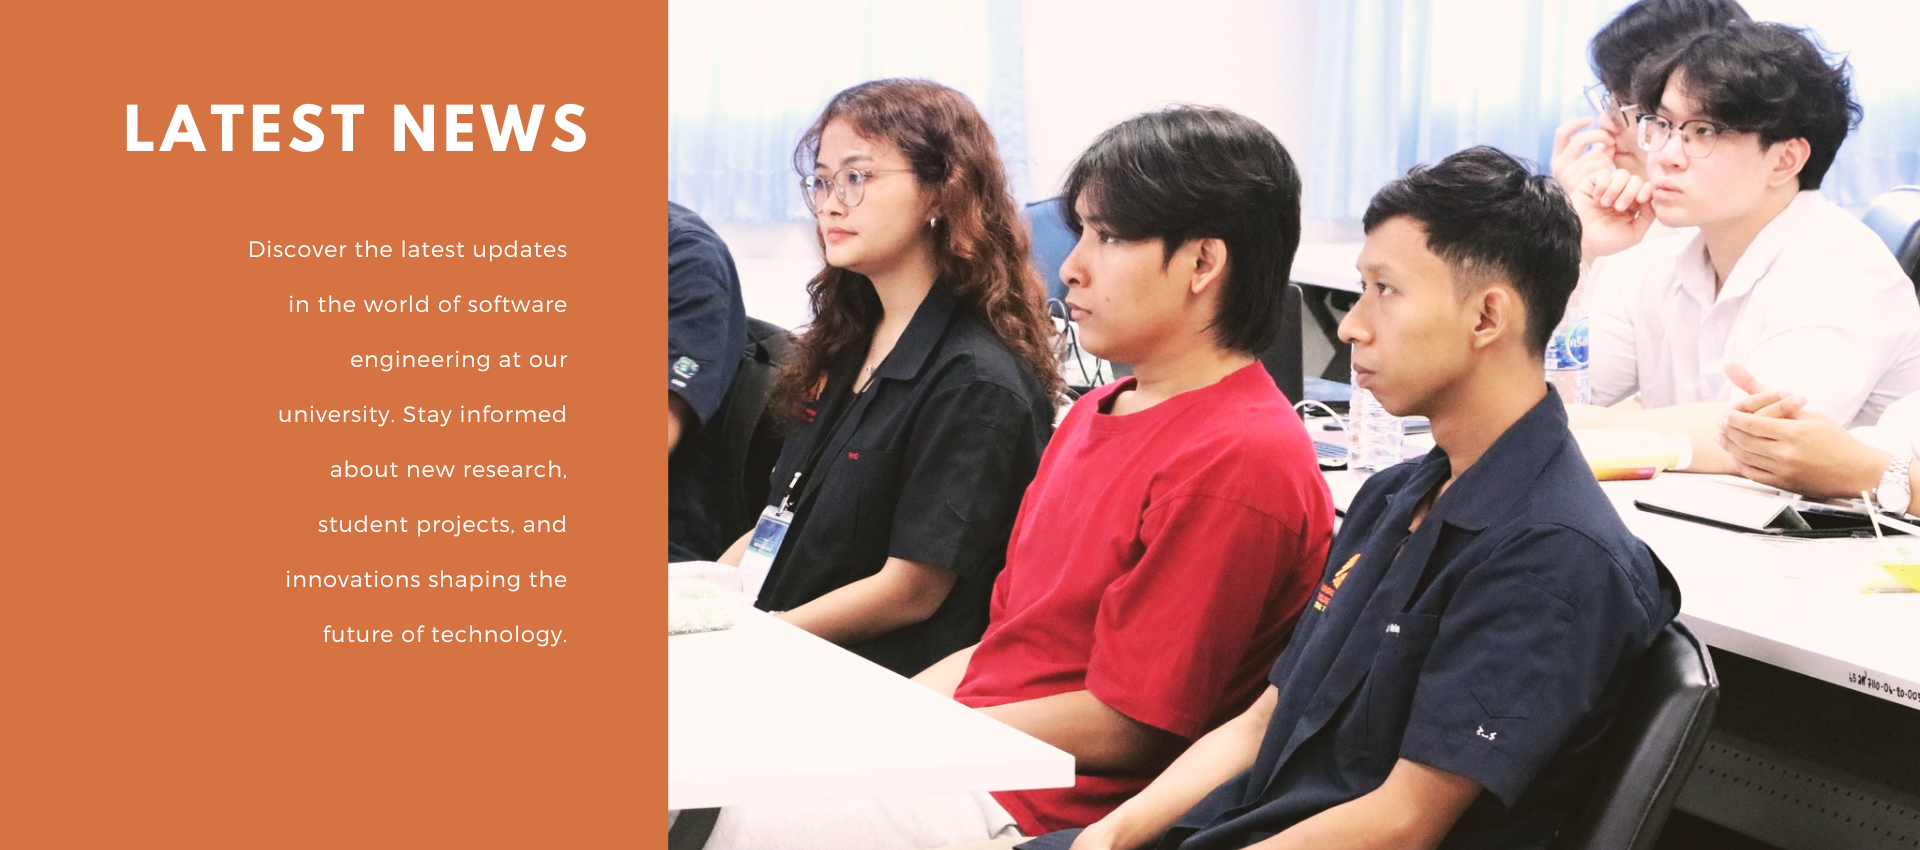 LATEST NEWS
Discover the latest updates
in the world of software
engineering at our
university. Stay informed
about new research,
student projects, and
innovations shaping the
future of technology.